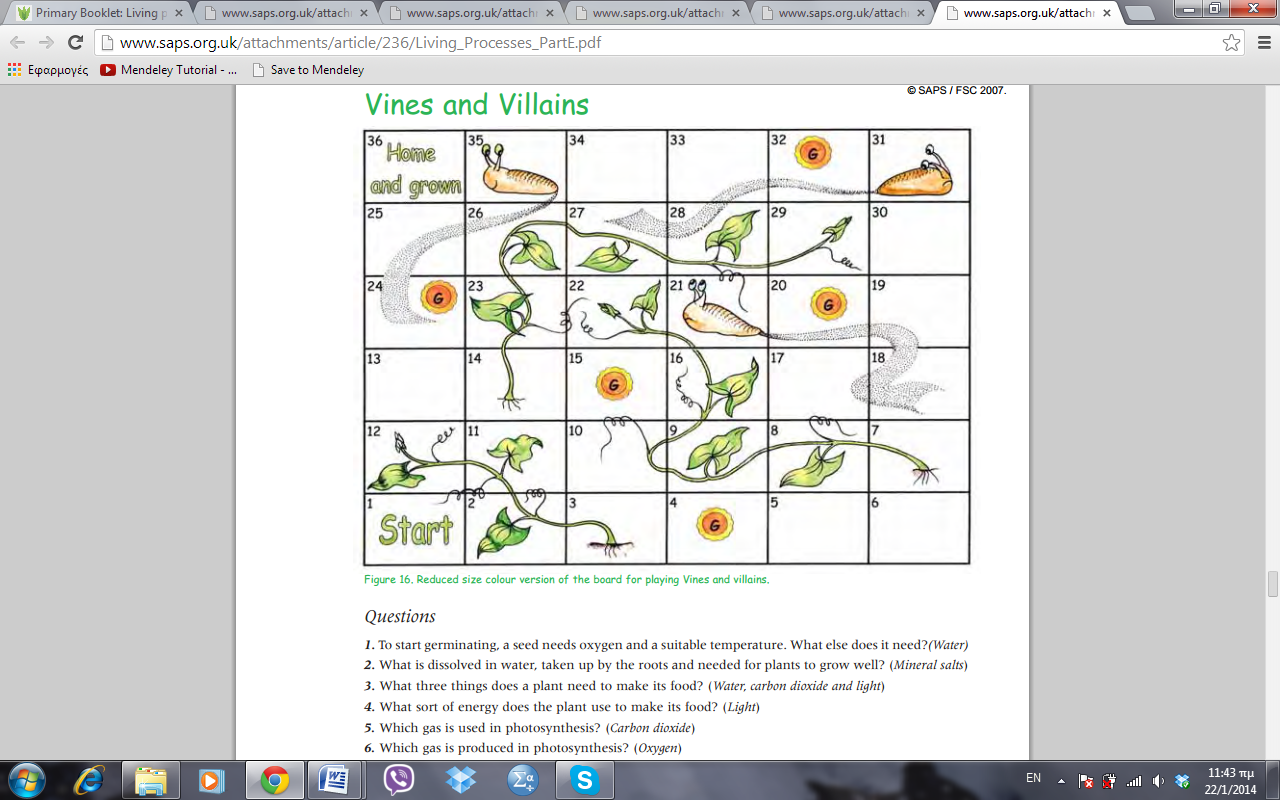 Primary Booklet: Living p
www.saps.org.uk/attach
www.saps.org.uk/attach
www.saps.org.uk/attach
www.saps.org.uk/attach
www.saps.org.uk/attach
www.saps.org.uk/attachments/article/236/Living_Processes_PartE.pdf
Εφαρμογές
Mendeley Tutorial - ...
Save to Mendeley
© SAPS / FSC 2007.
Vines and Villains
36 35 34 33 32 31
Home
and grown
G
25 26 27 28 29 30
24 23 22 21 20 19
G G
13 14 15 16 17 18
G
12 11 10 9 8 7
1 2 3 4 5 6
Start
G
Figure 16. Reduced size colour version of the board for playing Vines and villains.
Questions
1. To start germinating, a seed needs oxygen and a suitable temperature. What else does it need?(Water)
2. What is dissolved in water, taken up by the roots and needed for plants to grow well? (Mineral salts)
3. What three things does a plant need to make its food? (Water, carbon dioxide and light)
4. What sort of energy does the plant use to make its food? (Light)
5. Which gas is used in photosynthesis? (Carbon dioxide)
6. Which gas is produced in photosynthesis? (Oxygen)
EN
11:43 πμ
22/1/2014